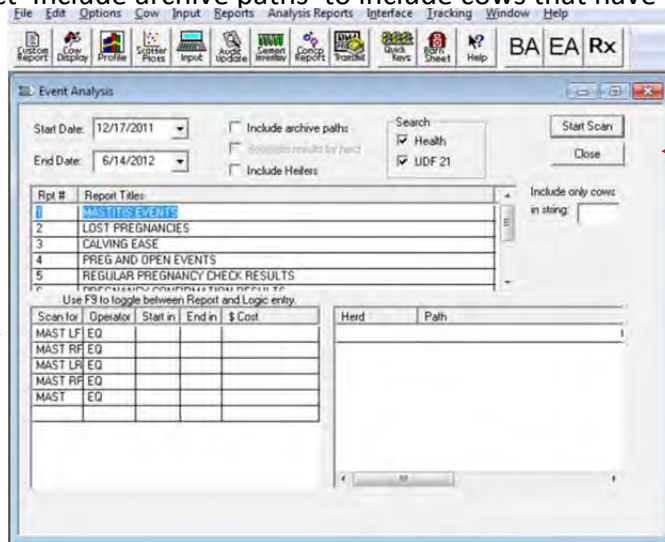 include archive paths to include cows that have
File Edit Options Cow Input Reports Analysis Reports Interface Tracking Window Help
Custom Report Cow Display Profile Scatter Plots Input Audit Update Semen Inventory Concep Report DHI Transmit Quick Keys Barn Sheet Help BA EA Rx
Event Analysis
Start Date: 12/17/2011 Include archive paths Search Start Scan
Health
End Date: 6/14/2012 UDF 21 Close
Include Heifers
Rpt # Report Titles Include only cows
1 MASTITIS EVENTS in string:
2 LOST PREGNANCIES
3 CALVING EASE
4 PREG AND OPEN EVENTS
5 REGULAR PREGNANCY CHECK RESULTS
Use F9 to toggle between Report and Logic entry.
Scan for Operator Start in End in $ Cost Herd Path
MAST LF EQ
MAST RF EQ
MAST LR EQ
MAST RF EQ
MAST EQ